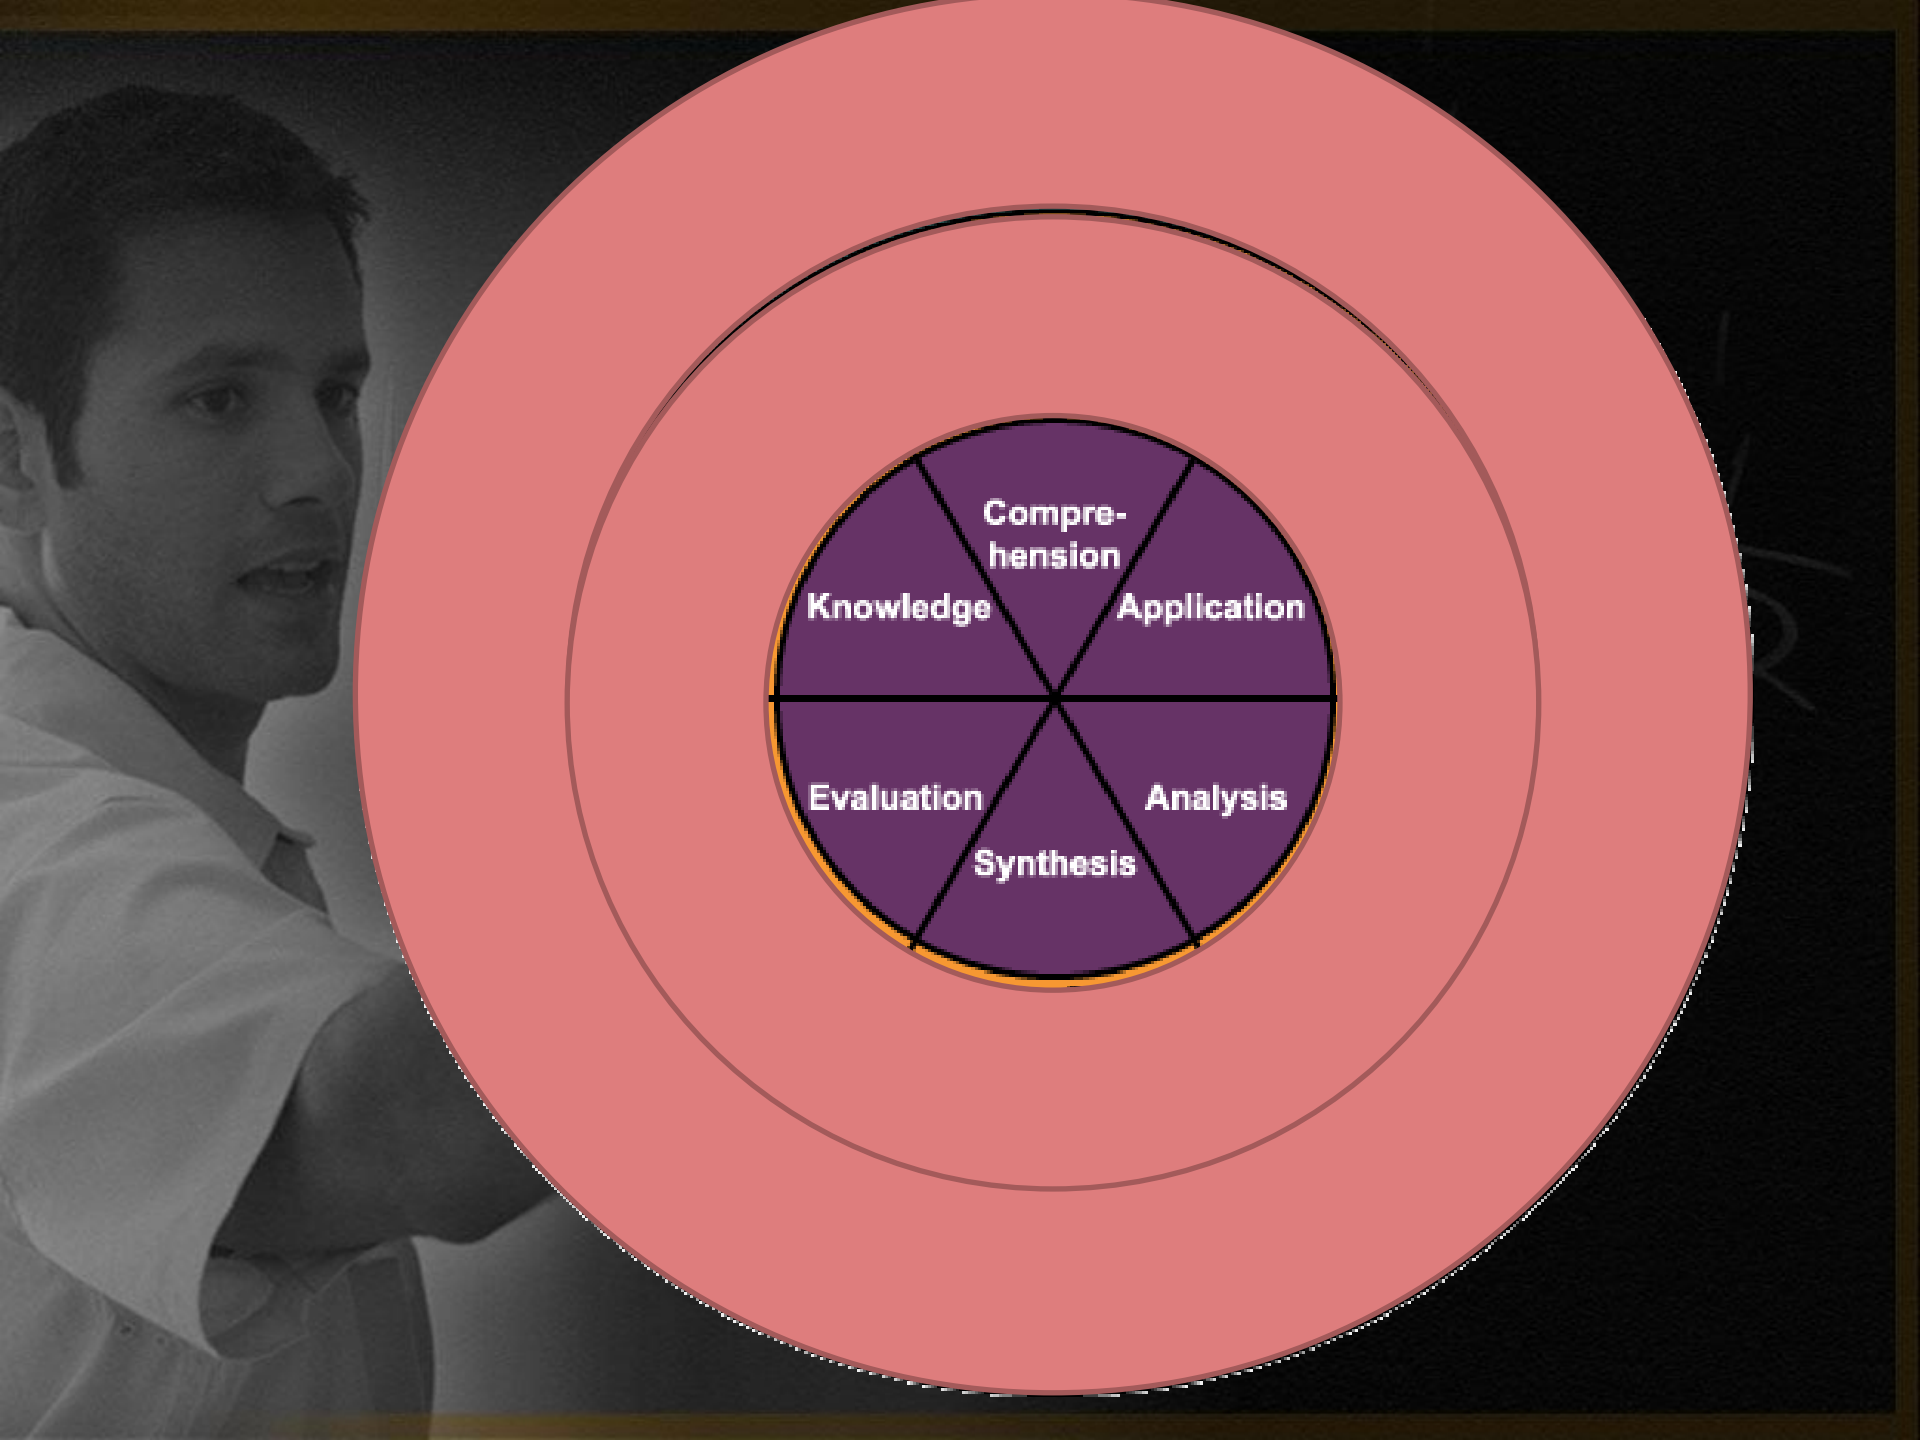 Compre-
hension
Knowledge
Application
Evaluation
Analysis
Synthesis